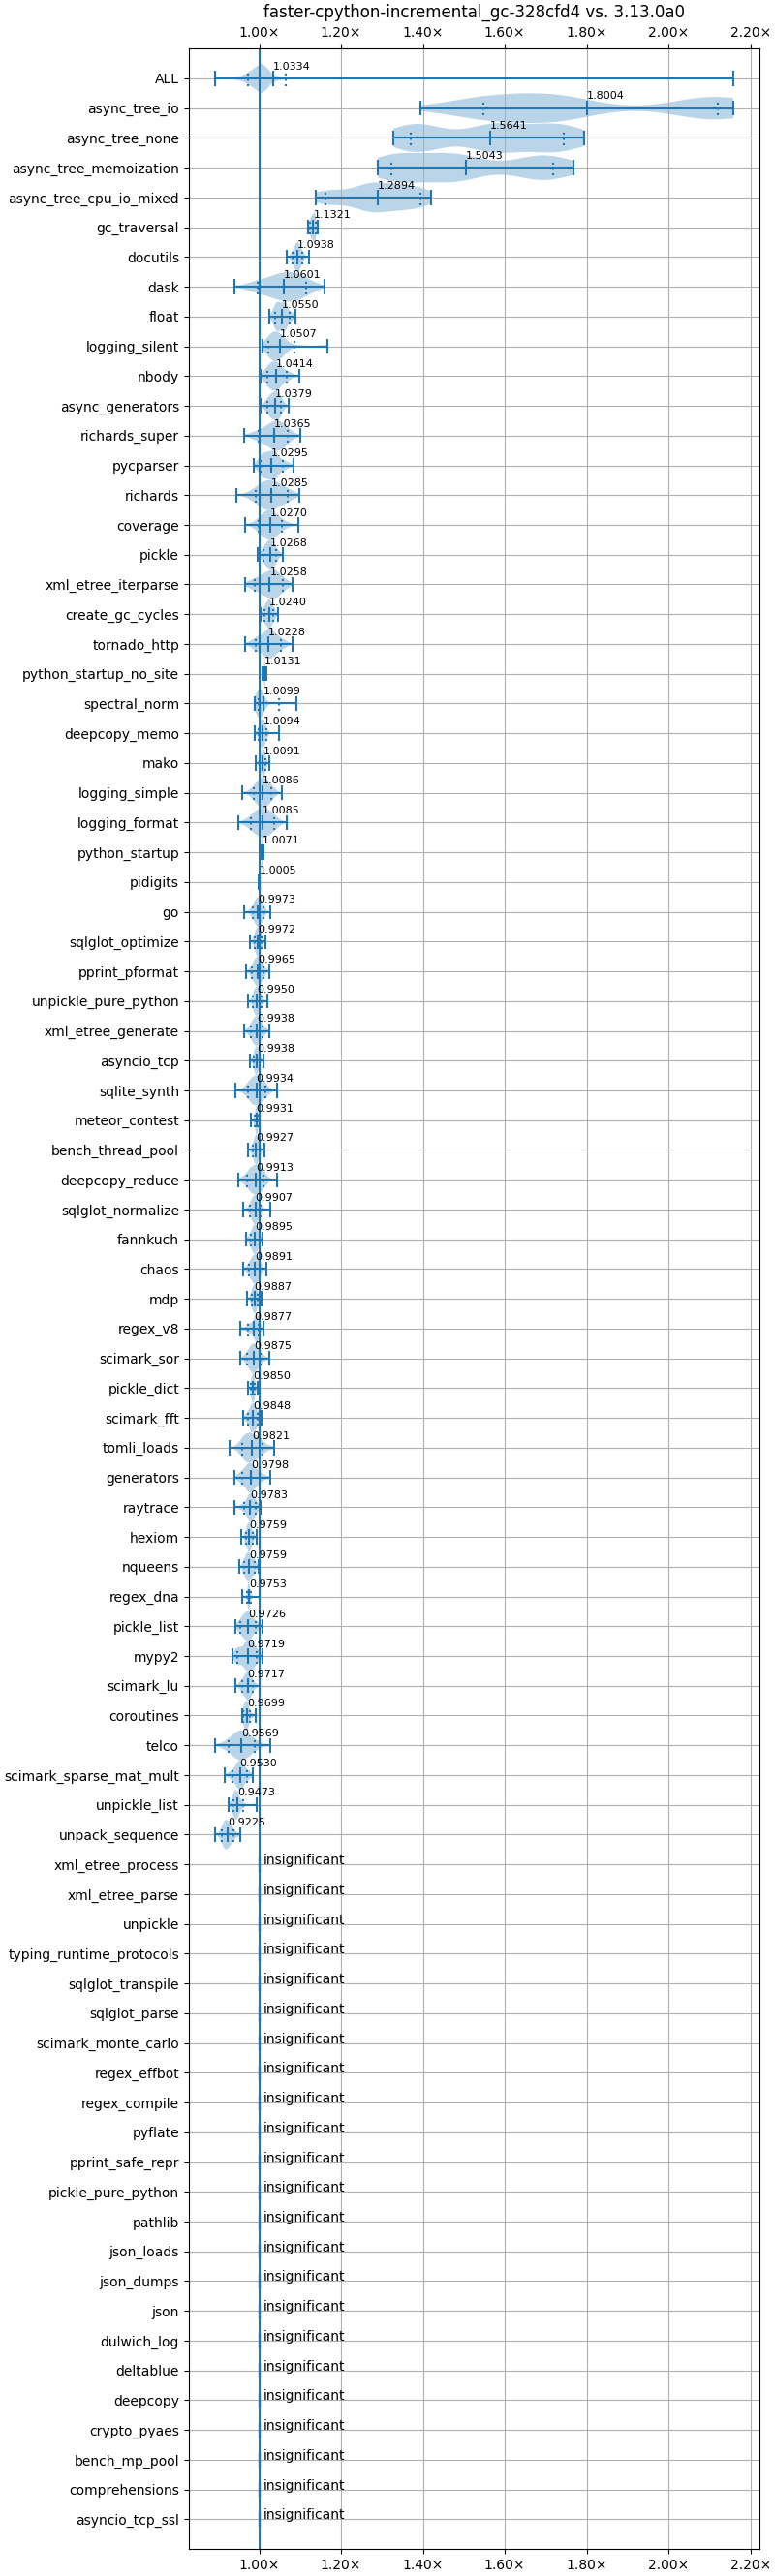 faster-cpython-incremental_gc-328cfd4 vs. 3.13.0a0
1.00× 1.20× 1.40× 1.60× 1.80× 2.00× 2.20×
ALL 1.0334
async_tree_io 1.8004
async_tree_none 1.5641
async_tree_memoization 1.5043
async_tree_cpu_io_mixed 1.2894
gc_traversal 1.1321
docutils 1.0938
dask 1.0601
float 1.0550
logging_silent 1.0507
nbody 1.0414
async_generators 1.0379
richards_super 1.0365
pycparser 1.0295
richards 1.0285
coverage 1.0270
pickle 1.0268
xml_etree_iterparse 1.0258
create_gc_cycles 1.0240
tornado_http 1.0228
python_startup_no_site 1.0131
spectral_norm 1.0099
deepcopy_memo 1.0094
mako 1.0091
logging_simple 1.0086
logging_format 1.0085
python_startup 1.0071
pidigits 1.0005
go 0.9973
sqlglot_optimize 0.9972
pprint_pformat 0.9965
unpickle_pure_python 0.9950
xml_etree_generate 0.9938
asyncio_tcp 0.9938
sqlite_synth 0.9934
meteor_contest 0.9931
bench_thread_pool 0.9927
deepcopy_reduce 0.9913
sqlglot_normalize 0.9907
fannkuch 0.9895
chaos 0.9891
mdp 0.9887
regex_v8 0.9877
scimark_sor 0.9875
pickle_dict 0.9850
scimark_fft 0.9848
tomli_loads 0.9821
generators 0.9798
raytrace 0.9783
hexiom 0.9759
nqueens 0.9759
regex_dna 0.9753
pickle_list 0.9726
mypy2 0.9719
scimark_lu 0.9717
coroutines 0.9699
telco 0.9569
scimark_sparse_mat_mult 0.9530
unpickle_list 0.9473
unpack_sequence 0.9225
xml_etree_process insignificant
xml_etree_parse insignificant
unpickle insignificant
typing_runtime_protocols insignificant
sqlglot_transpile insignificant
sqlglot_parse insignificant
scimark_monte_carlo insignificant
regex_effbot insignificant
regex_compile insignificant
pyflate insignificant
pprint_safe_repr insignificant
pickle_pure_python insignificant
pathlib insignificant
json_loads insignificant
json_dumps insignificant
json insignificant
dulwich_log insignificant
deltablue insignificant
deepcopy insignificant
crypto_pyaes insignificant
bench_mp_pool insignificant
comprehensions insignificant
asyncio_tcp_ssl insignificant
1.00× 1.20× 1.40× 1.60× 1.80× 2.00× 2.20×